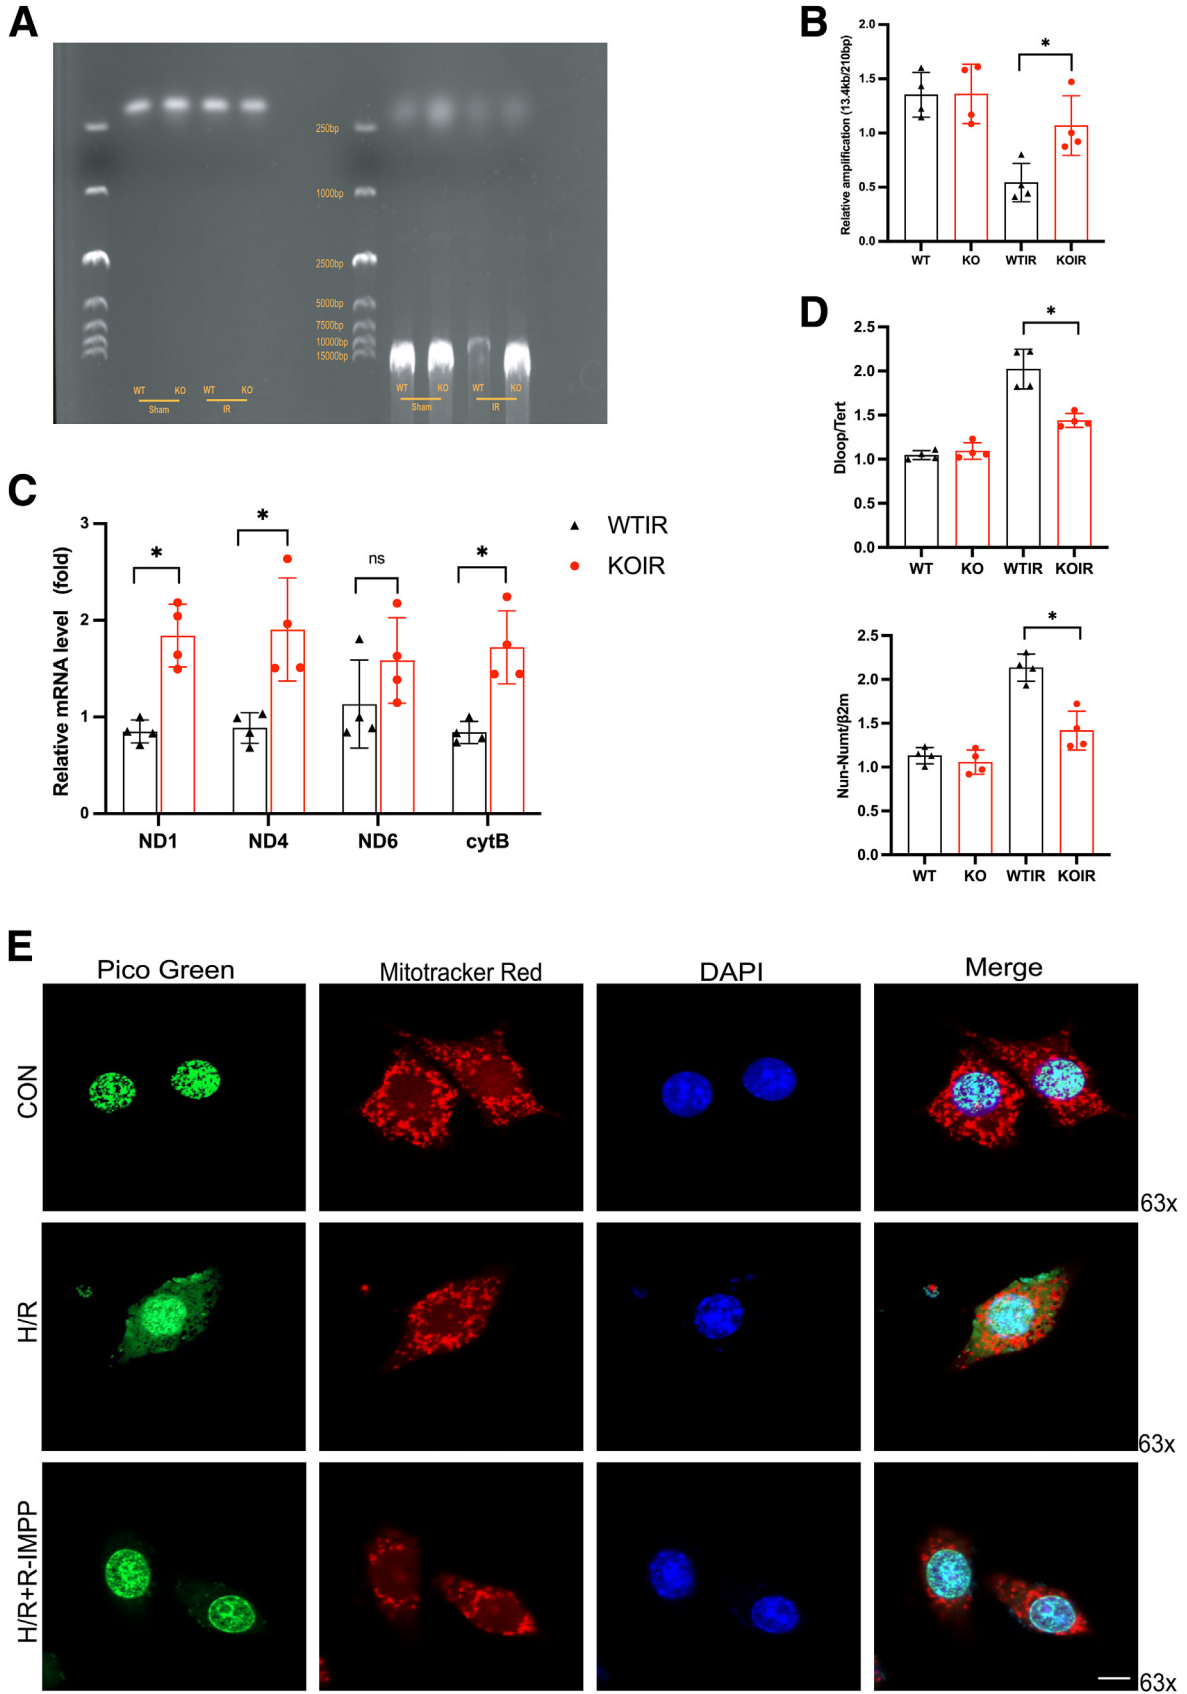 A
250bp
1000bp
2500bp
5000bp
7500bp
10000bp
15000bp
WT KO WT KO
Sham IR
WT KO WT KO
Sham IR
B
Relative amplification (13.4kb/210bp)
2.0
1.5
1.0
0.5
0.0
*
WT KO WTIR KOIR
C
Relative mRNA level (fold)
3
2
1
0
* * ns *
ND1 ND4 ND6 cytB
WTIR
KOIR
D
Dloop/Tert
2.5
2.0
1.5
1.0
0.5
0.0
*
WT KO WTIR KOIR
Nun-Numt/β2m
2.5
2.0
1.5
1.0
0.5
0.0
*
WT KO WTIR KOIR
E
Pico Green Mitotracker Red DAPI Merge
CON
63x
H/R
63x
H/R+R-IMPP
63x